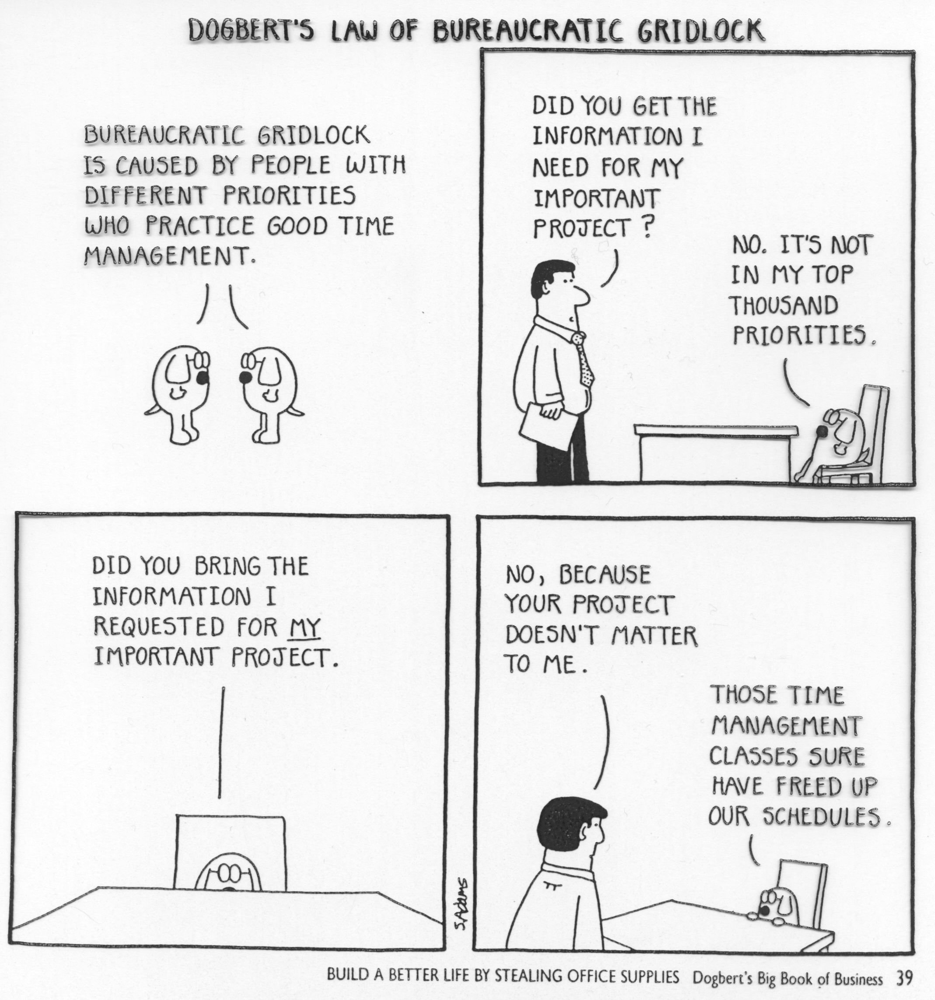 DOGBERT'S LAW OF BUREAUCRATIC GRIDLOCK
BUREAUCRATIC GRIDLOCK
IS CAUSED BY PEOPLE WITH
DIFFERENT PRIORITIES
WHO PRACTICE GOOD TIME
MANAGEMENT.
DID YOU GET THE
INFORMATION I
NEED FOR MY
IMPORTANT
PROJECT?
NO. IT'S NOT
IN MY TOP
THOUSAND
PRIORITIES.
DID YOU BRING THE
INFORMATION I
REQUESTED FOR MY
IMPORTANT PROJECT.
S.Adams
NO, BECAUSE
YOUR PROJECT
DOESN'T MATTER
TO ME.
THOSE TIME
MANAGEMENT
CLASSES SURE
HAVE FREED UP
OUR SCHEDULES.
BUILD A BETTER LIFE BY STEALING OFFICE SUPPLIES Dogbert's Big Book of Business 39